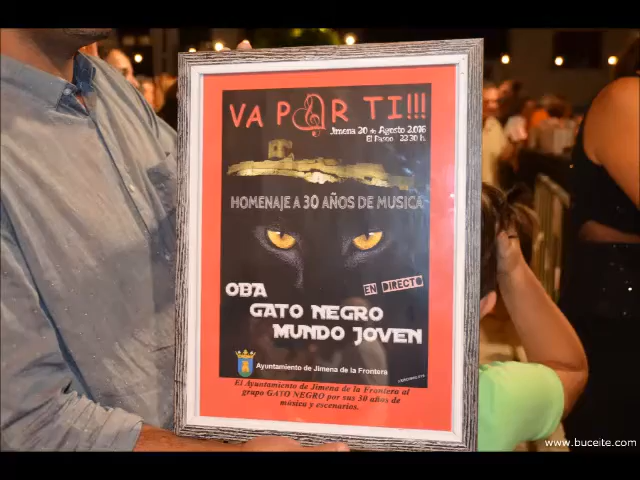 VA POR TI!!!
Jimena 20 de Agosto 2016
El Paseo - 22:30 h.
HOMENAJE A 30 AÑOS DE MUSICA
EN DIRECTO
OBA
GATO NEGRO
MUNDO JOVEN
Ayuntamiento de Jimena de la Frontera
El Ayuntamiento de Jimena de la Frontera al
grupo GATO NEGRO por sus 30 años de
música y escenarios.
www.buceite.com